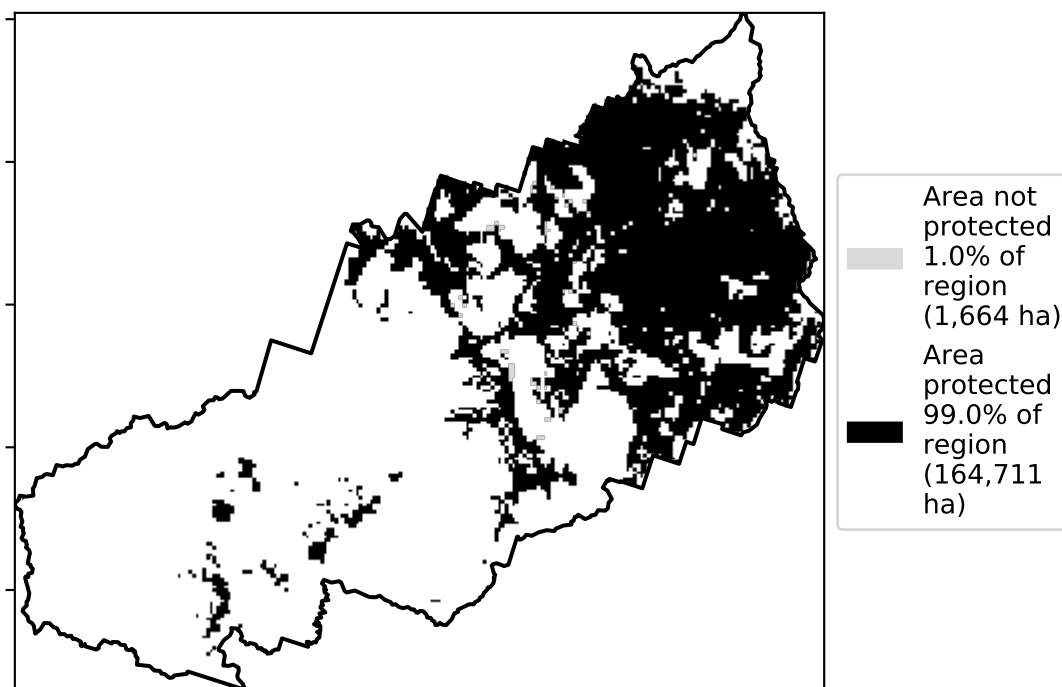 Area not
protected
1.0% of
region
(1,664 ha)
Area
protected
99.0% of
region
(164,711
ha)